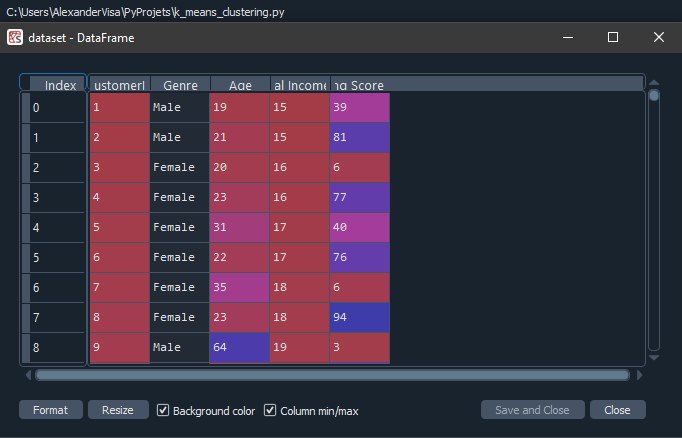 C:\Users\AlexanderVisa\PyProjets\k_means_clustering.py
dataset - DataFrame
Index ustomerI Genre Age al Income ng Score
0 1 Male 19 15 39
1 2 Male 21 15 81
2 3 Female 20 16 6
3 4 Female 23 16 77
4 5 Female 31 17 40
5 6 Female 22 17 76
6 7 Female 35 18 6
7 8 Female 23 18 94
8 9 Male 64 19 3
Format Resize Background color Column min/max Save and Close Close